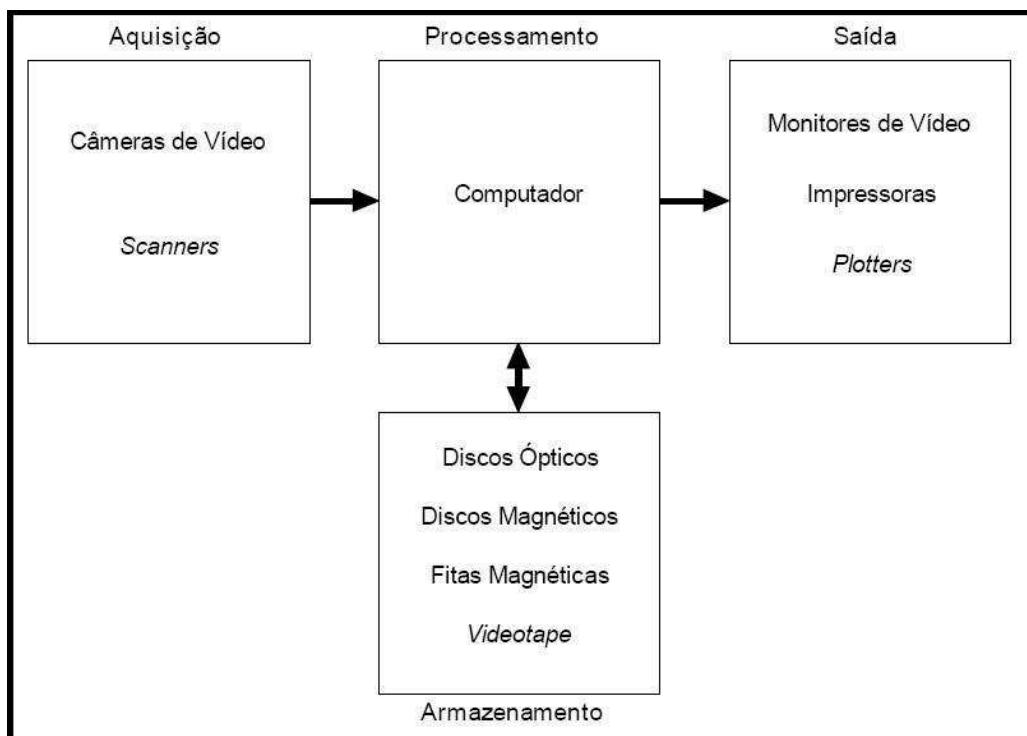 Aquisição
Câmeras de Vídeo
Scanners
Processamento
Computador
Saída
Monitores de Vídeo
Impressoras
Plotters
Discos Ópticos
Discos Magnéticos
Fitas Magnéticas
Videotape
Armazenamento